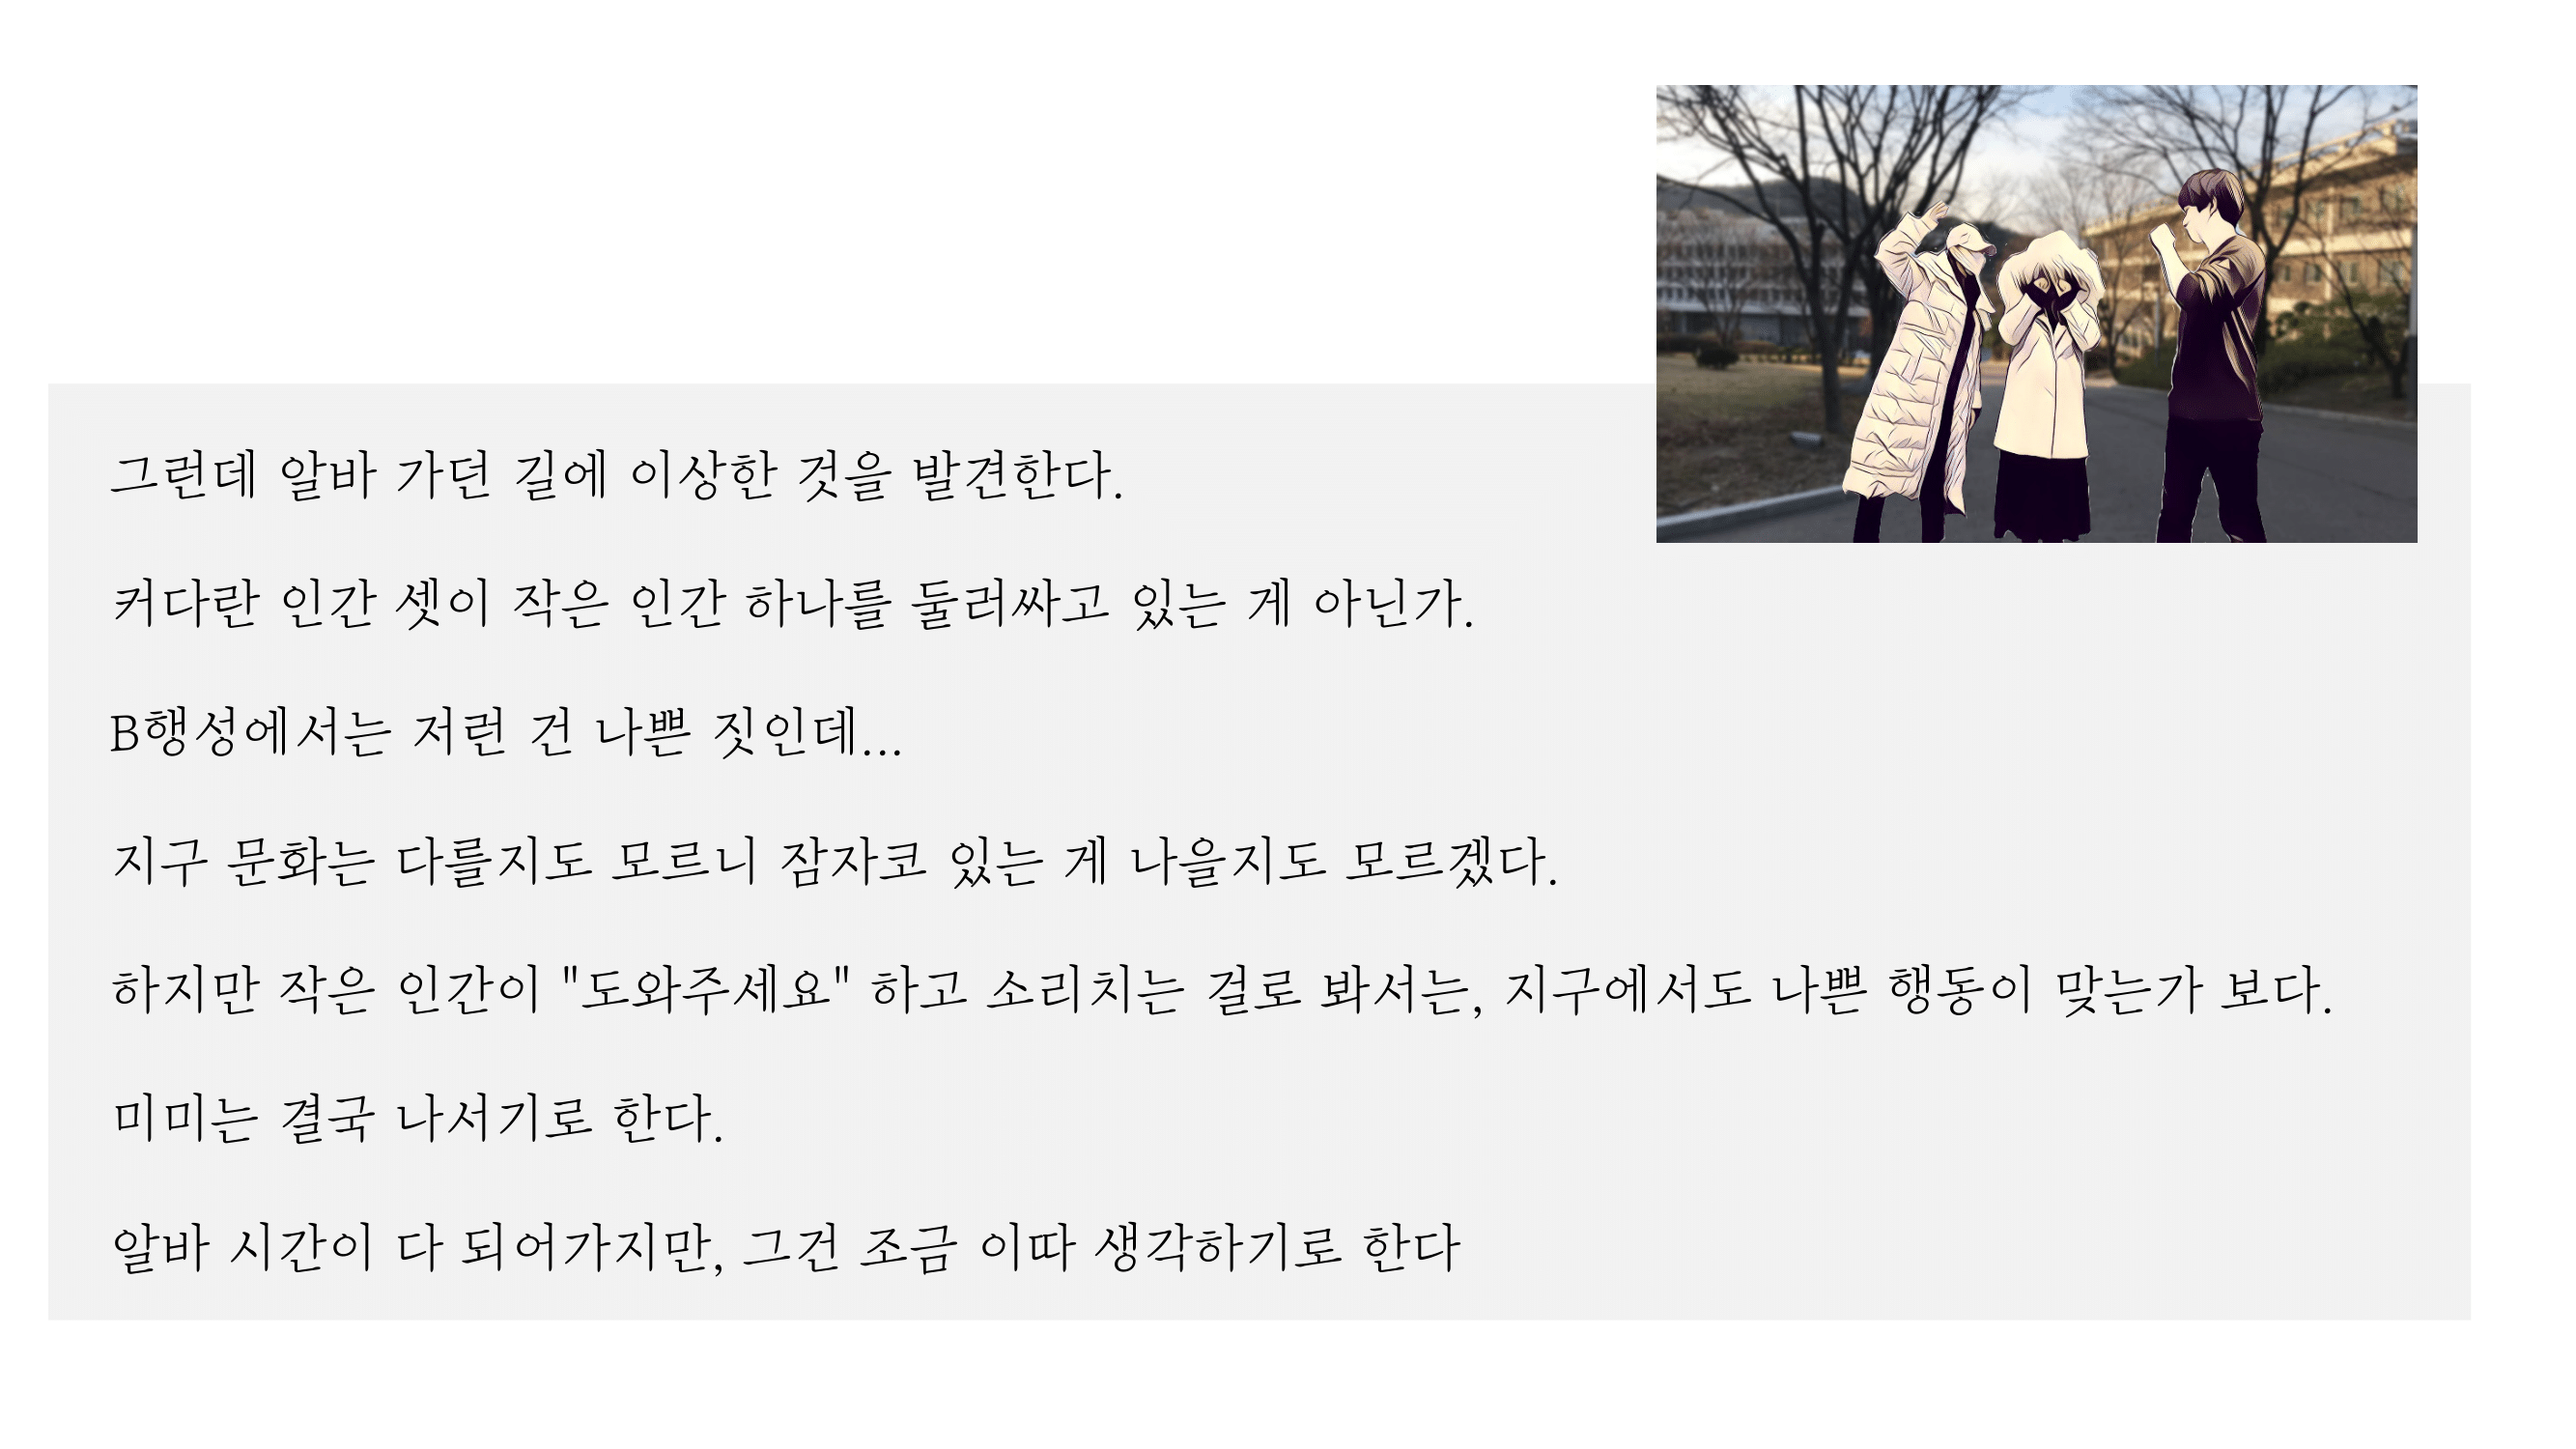 그런데 알바 가던 길에 이상한 것을 발견한다.
커다란 인간 셋이 작은 인간 하나를 둘러싸고 있는 게 아닌가.
B행성에서는 저런 건 나쁜 짓인데...
지구 문화는 다를지도 모르니 잠자코 있는 게 나을지도 모르겠다.
하지만 작은 인간이 "도와주세요" 하고 소리치는 걸로 봐서는, 지구에서도 나쁜 행동이 맞는가 보다.
미미는 결국 나서기로 한다.
알바 시간이 다 되어가지만, 그건 조금 이따 생각하기로 한다